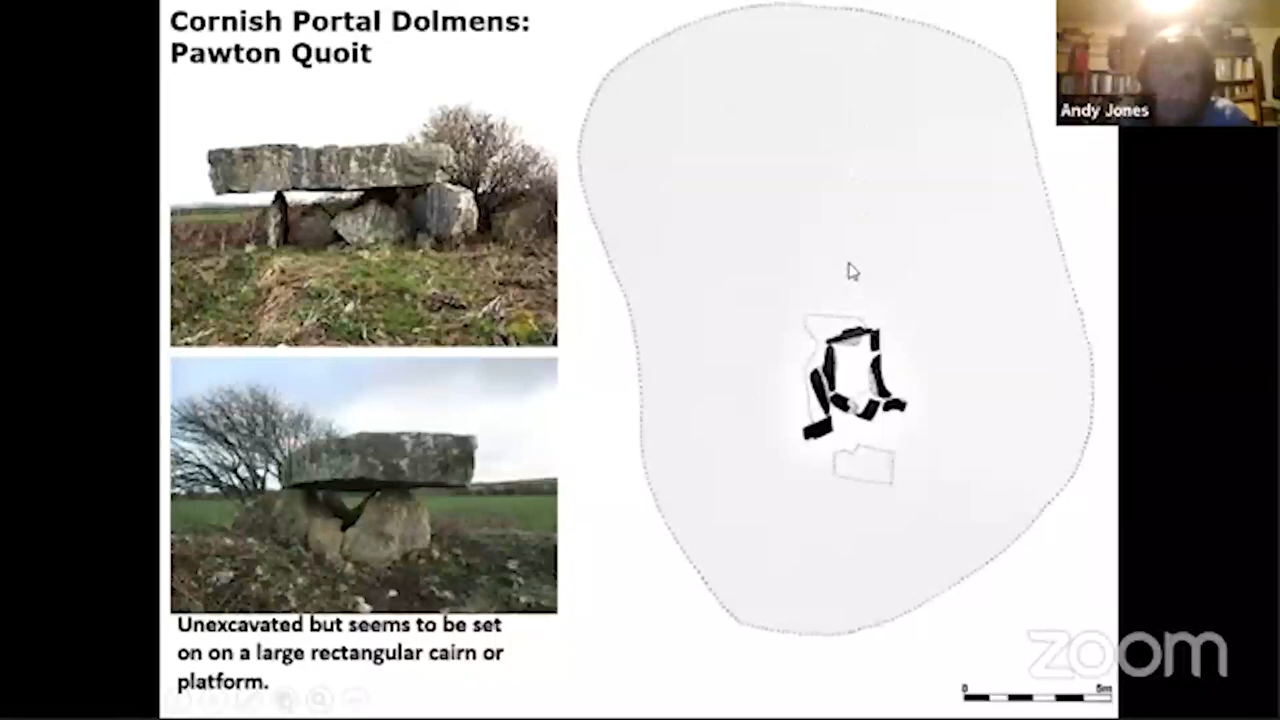 Cornish Portal Dolmens:
Pawton Quoit
Andy Jones
Unexcavated but seems to be set
on on a large rectangular cairn or
platform.
0 5m
zoom